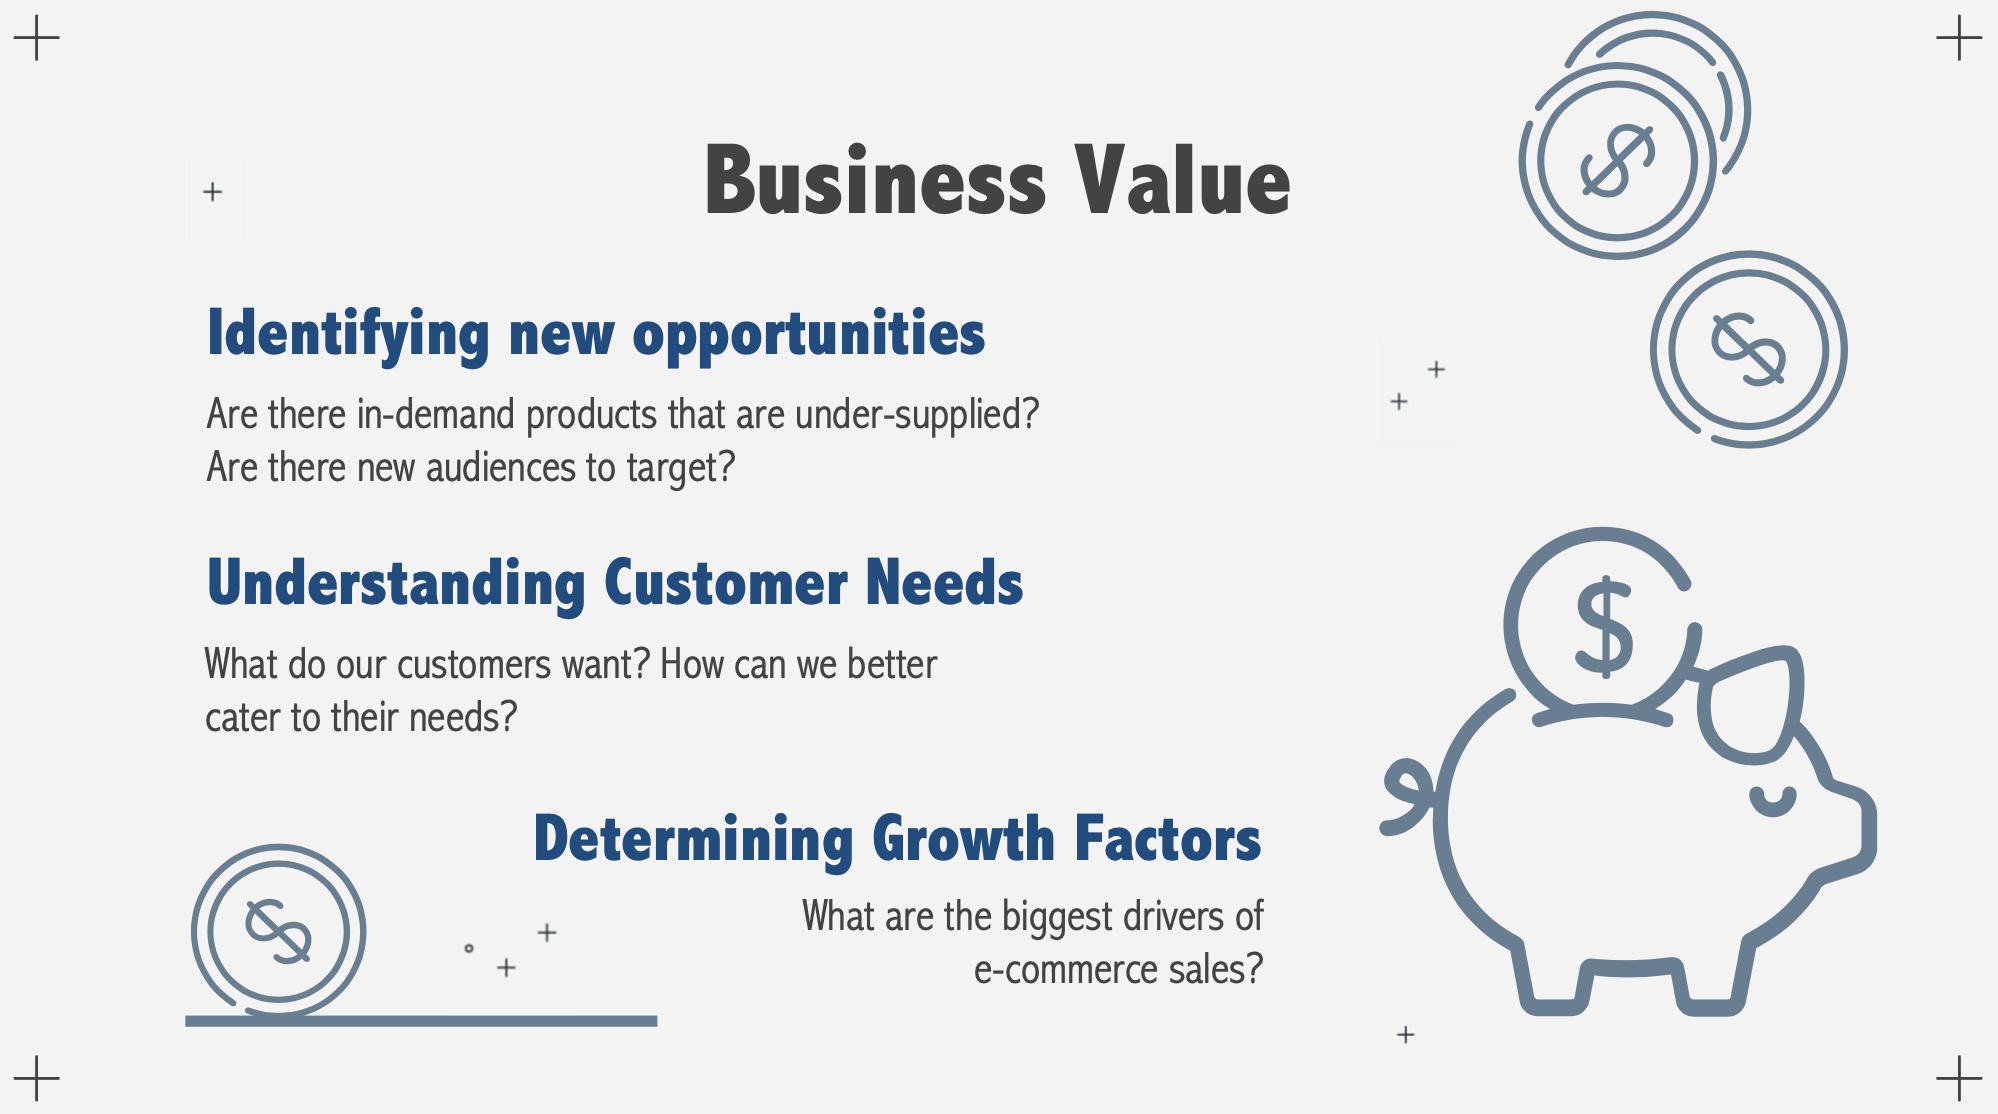 Business Value
Identifying new opportunities
Are there in-demand products that are under-supplied?
Are there new audiences to target?
Understanding Customer Needs
What do our customers want? How can we better
cater to their needs?
Determining Growth Factors
What are the biggest drivers of
e-commerce sales?